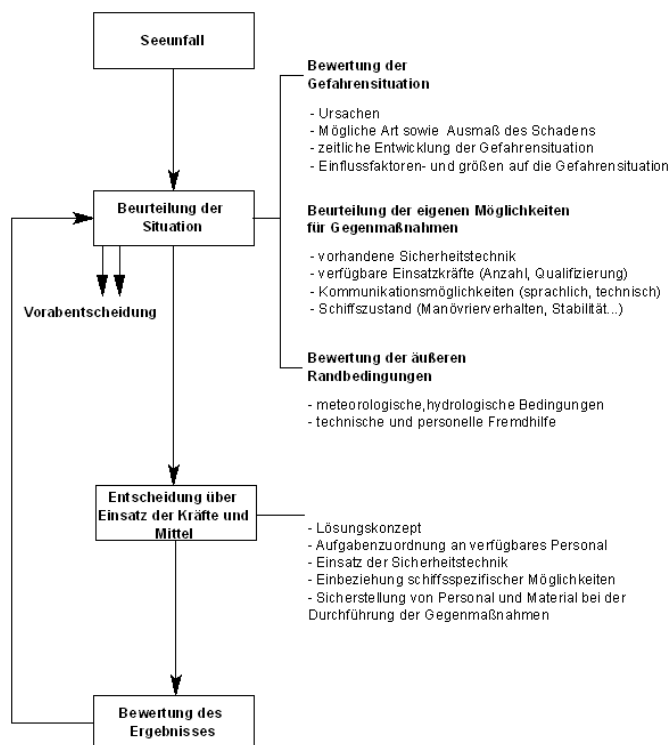 Seeunfall
Bewertung der
Gefahrensituation
- Ursachen
- Mögliche Art sowie Ausmaß des Schadens
- zeitliche Entwicklung der Gefahrensituation
- Einflussfaktoren- und größen auf die Gefahrensituation
Beurteilung der
Situation
Vorabentscheidung
Beurteilung der eigenen Möglichkeiten
für Gegenmaßnahmen
- vorhandene Sicherheitstechnik
- verfügbare Einsatzkräfte (Anzahl, Qualifizierung)
- Kommunikationsmöglichkeiten (sprachlich, technisch)
- Schiffszustand (Manövrierverhalten, Stabilität...)
Bewertung der äußeren
Randbedingungen
- meteorologische,hydrologische Bedingungen
- technische und personelle Fremdhilfe
Entscheidung über
Einsatz der Kräfte und
Mittel
- Lösungskonzept
- Aufgabenzuordnung an verfügbares Personal
- Einsatz der Sicherheitstechnik
- Einbeziehung schiffsspezifischer Möglichkeiten
- Sicherstellung von Personal und Material bei der
Durchführung der Gegenmaßnahmen
Bewertung des
Ergebnisses